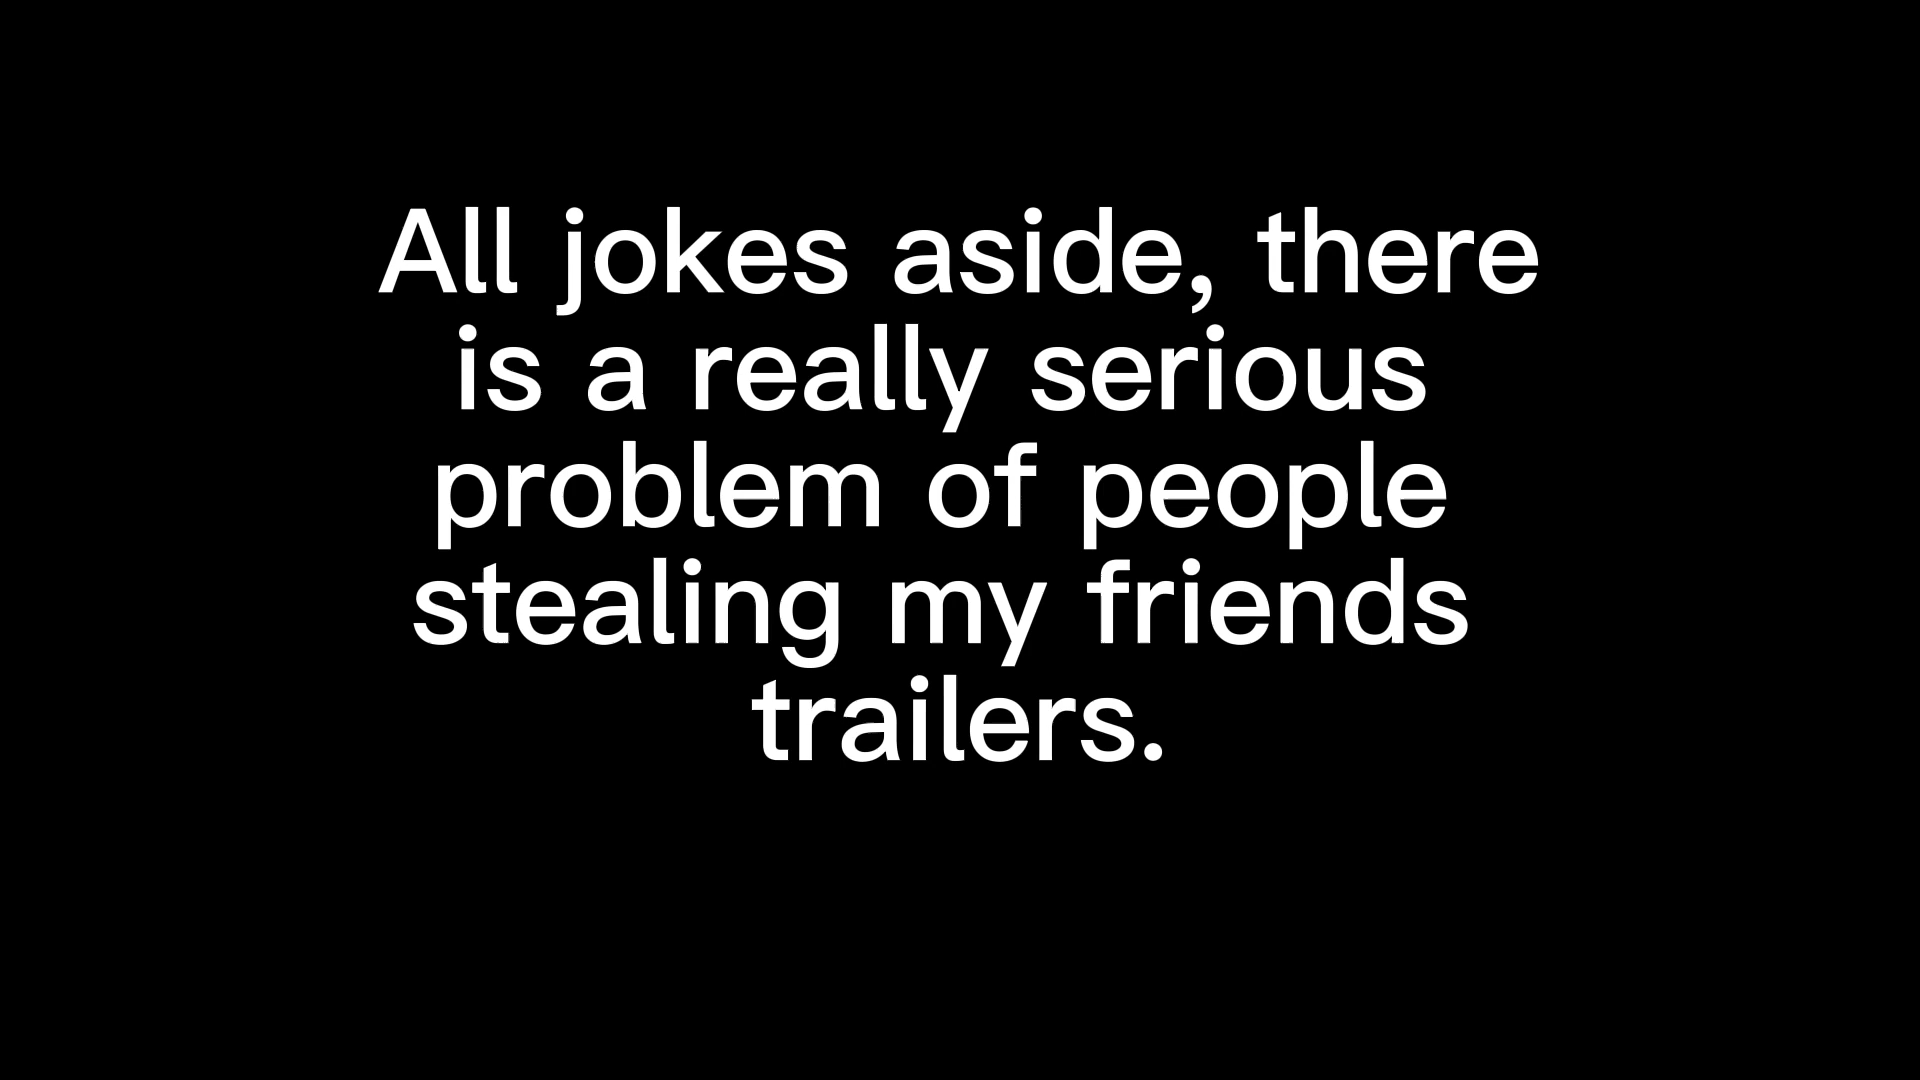 All jokes aside, there
is a really serious
problem of people
stealing my friends
trailers.